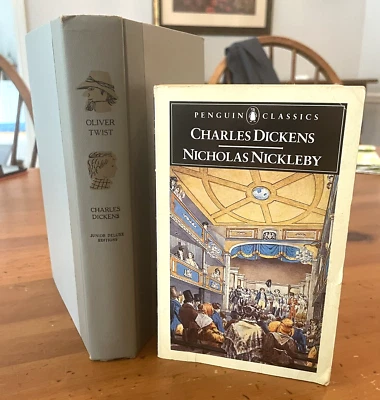 OLIVER
TWIST
CHARLES
DICKENS
JUNIOR DELUXE
EDITIONS
PENGUIN CLASSICS
CHARLES DICKENS
NICHOLAS NICKLEBY